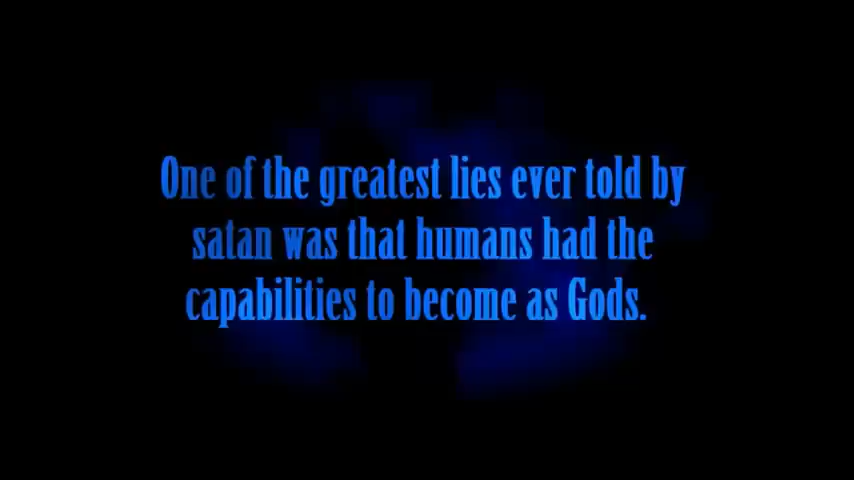 One of the greatest lies ever told by
satan was that humans had the
capabilities to become as Gods.